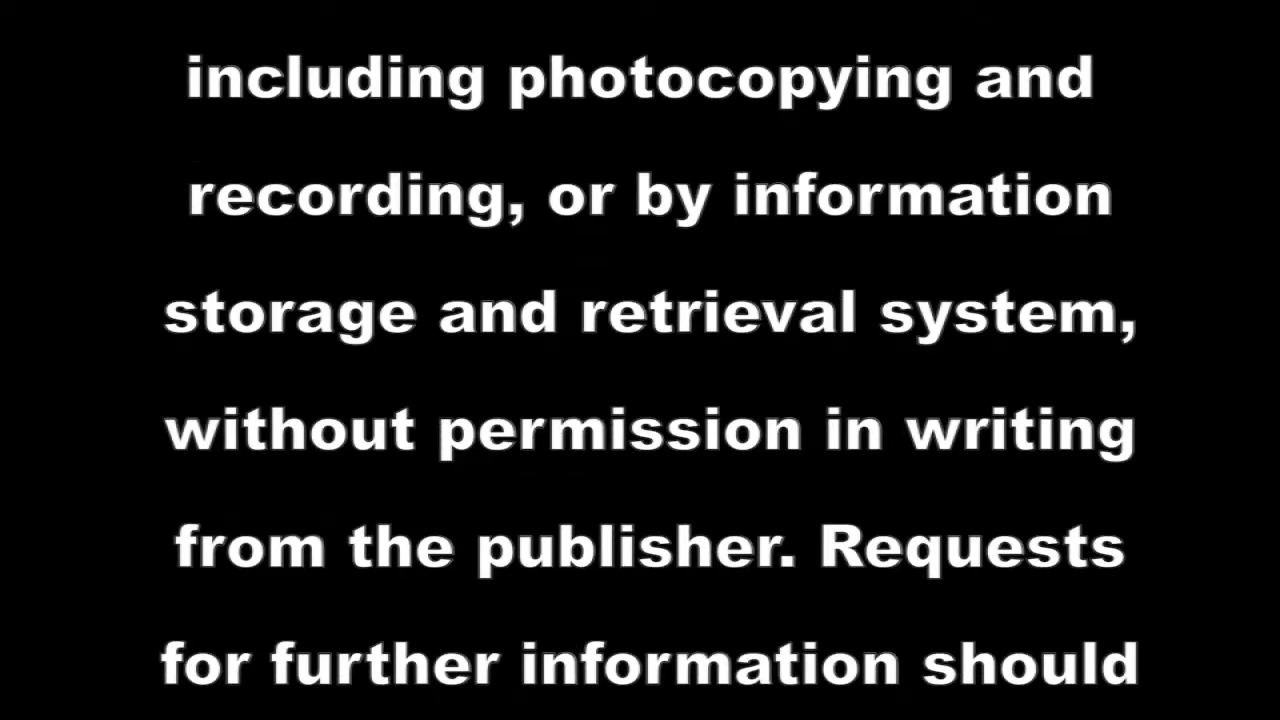 including photocopying and
recording, or by information
storage and retrieval system,
without permission in writing
from the publisher. Requests
for further information should